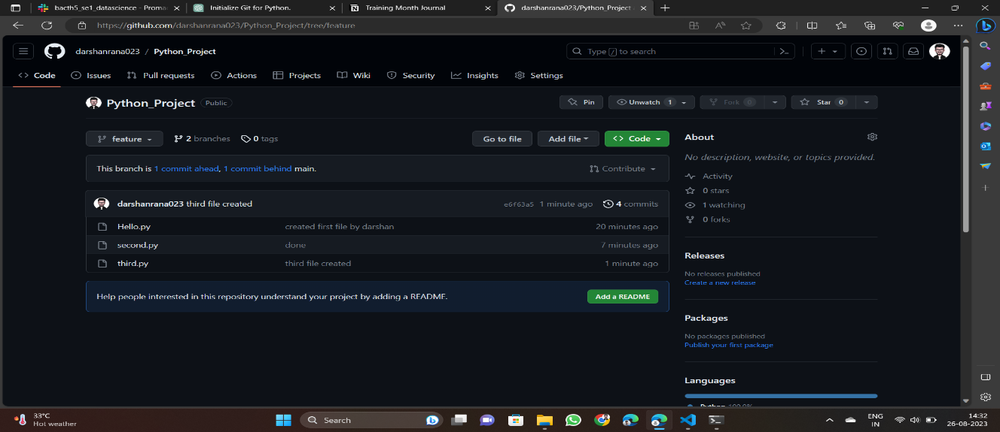 bacth5_se1_datascience - Proma
Initialize Git for Python.
Training Month Journal
darshanrana023/Python_Project
https://github.com/darshanrana023/Python_Project/tree/feature
darshanrana023 / Python_Project
Type / to search
Code
Issues
Pull requests
Actions
Projects
Wiki
Security
Insights
Settings
Python_Project Public
Pin
Unwatch 1
Fork 0
Star 0
feature
2 branches
0 tags
Go to file
Add file
Code
This branch is 1 commit ahead, 1 commit behind main.
Contribute
darshanrana023 third file created
e6f63a5 1 minute ago
4 commits
Hello.py created first file by darshan 20 minutes ago
second.py done 7 minutes ago
third.py third file created 1 minute ago
Help people interested in this repository understand your project by adding a README.
Add a README
About
No description, website, or topics provided.
Activity
0 stars
1 watching
0 forks
Releases
No releases published
Create a new release
Packages
No packages published
Publish your first package
Languages
Python 100.0%
33°C
Hot weather
Search
ENG
IN
14:32
26-08-2023